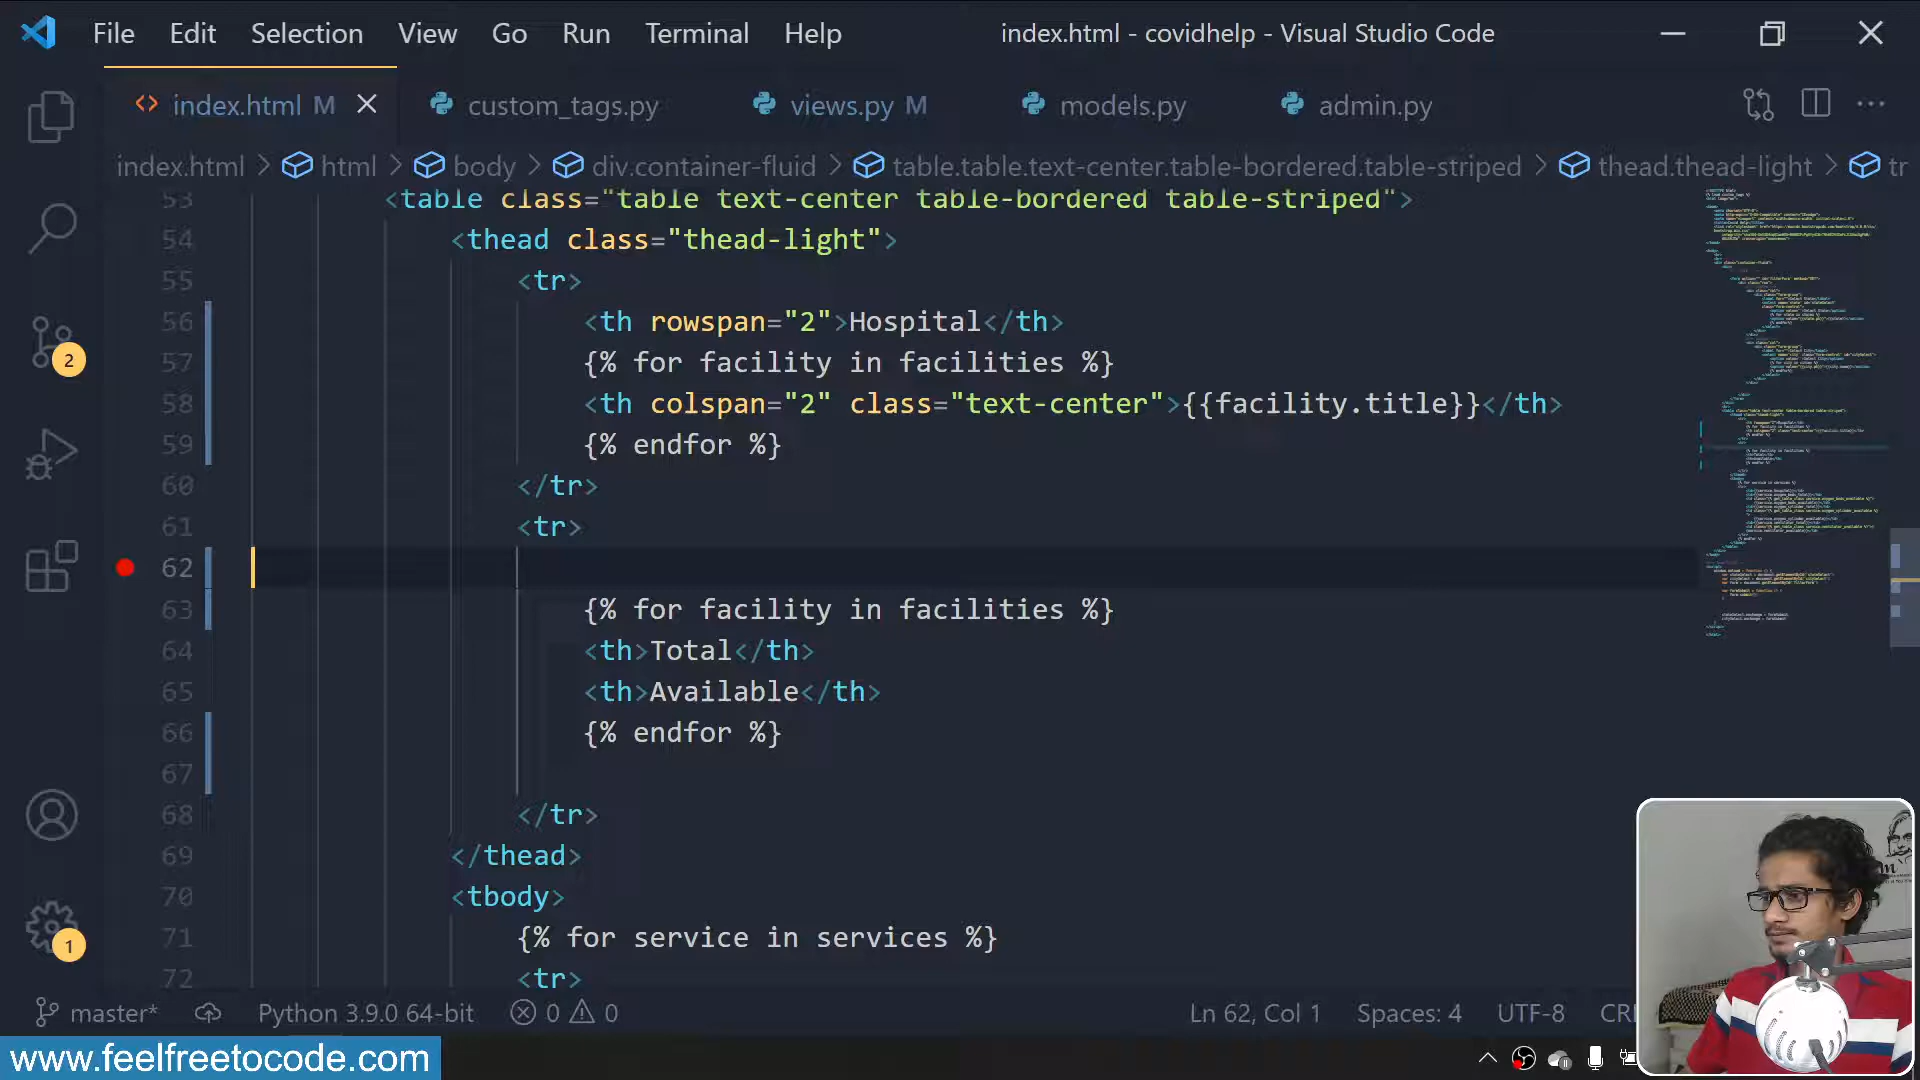 File Edit Selection View Go Run Terminal Help index.html - covidhelp - Visual Studio Code
index.html M custom_tags.py views.py M models.py admin.py
index.html > html > body > div.container-fluid > table.table.text-center.table-bordered.table-striped > thead.thead-light > tr
53 <table class="table text-center table-bordered table-striped">
54 <thead class="thead-light">
55 <tr>
56 <th rowspan="2">Hospital</th>
57 {% for facility in facilities %}
58 <th colspan="2" class="text-center">{{facility.title}}</th>
59 {% endfor %}
60 </tr>
61 <tr>
62
63 {% for facility in facilities %}
64 <th>Total</th>
65 <th>Available</th>
66 {% endfor %}
67
68 </tr>
69 </thead>
70 <tbody>
71 {% for service in services %}
72 <tr>
2
1
master* Python 3.9.0 64-bit 0 0 Ln 62, Col 1 Spaces: 4 UTF-8
www.feelfreetocode.com